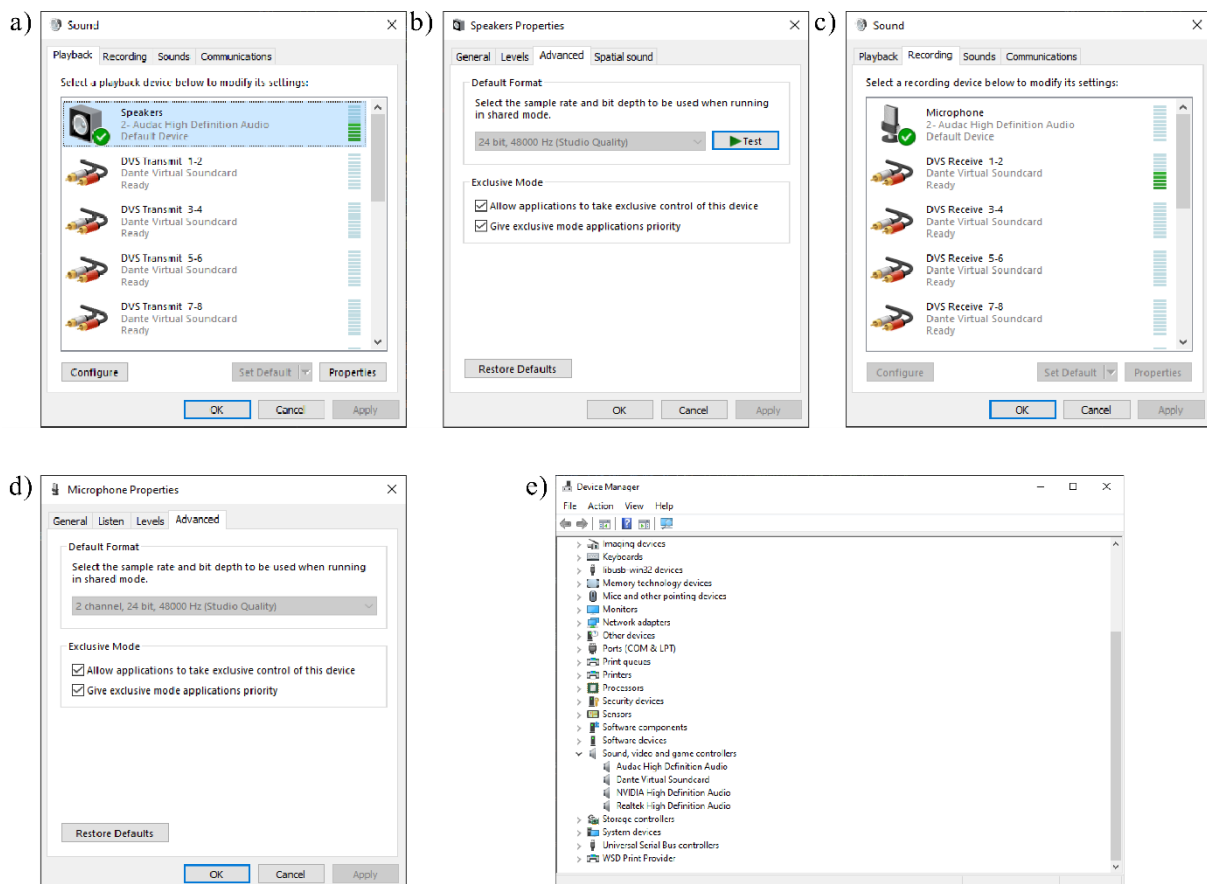 a)
Sound
Playback Recording Sounds Communications
Select a playback device below to modify its settings:
Speakers
2- Audac High Definition Audio
Default Device
DVS Transmit 1-2
Dante Virtual Soundcard
Ready
DVS Transmit 3-4
Dante Virtual Soundcard
Ready
DVS Transmit 5-6
Dante Virtual Soundcard
Ready
DVS Transmit 7-8
Dante Virtual Soundcard
Ready
Configure Set Default Properties
OK Cancel Apply
b)
Speakers Properties
General Levels Advanced Spatial sound
Default Format
Select the sample rate and bit depth to be used when running
in shared mode.
24 bit, 48000 Hz (Studio Quality) Test
Exclusive Mode
Allow applications to take exclusive control of this device
Give exclusive mode applications priority
Restore Defaults
OK Cancel Apply
c)
Sound
Playback Recording Sounds Communications
Select a recording device below to modify its settings:
Microphone
2- Audac High Definition Audio
Default Device
DVS Receive 1-2
Dante Virtual Soundcard
Ready
DVS Receive 3-4
Dante Virtual Soundcard
Ready
DVS Receive 5-6
Dante Virtual Soundcard
Ready
DVS Receive 7-8
Dante Virtual Soundcard
Ready
Configure Set Default Properties
OK Cancel Apply
d)
Microphone Properties
General Listen Levels Advanced
Default Format
Select the sample rate and bit depth to be used when running
in shared mode.
2 channel, 24 bit, 48000 Hz (Studio Quality)
Exclusive Mode
Allow applications to take exclusive control of this device
Give exclusive mode applications priority
Restore Defaults
OK Cancel Apply
e)
Device Manager
File Action View Help
Imaging devices
Keyboards
libusb-win32 devices
Memory technology devices
Mice and other pointing devices
Monitors
Network adapters
Other devices
Ports (COM & LPT)
Print queues
Printers
Processors
Security devices
Sensors
Software components
Software devices
Sound, video and game controllers
Audac High Definition Audio
Dante Virtual Soundcard
NVIDIA High Definition Audio
Realtek High Definition Audio
Storage controllers
System devices
Universal Serial Bus controllers
WSD Print Provider